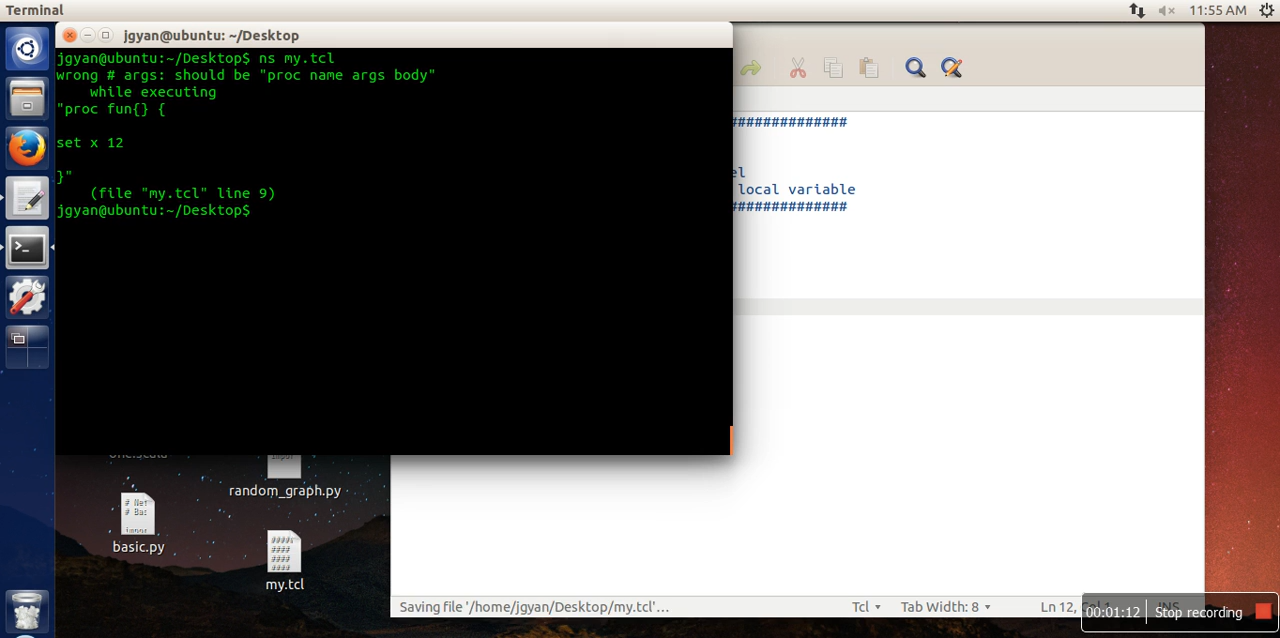 Terminal
11:55 AM
jgyan@ubuntu: ~/Desktop
jgyan@ubuntu:~/Desktop$ ns my.tcl
wrong # args: should be "proc name args body"
    while executing
"proc fun{} {
set x 12
}"
    (file "my.tcl" line 9)
jgyan@ubuntu:~/Desktop$
##############
el
local variable
##############
random_graph.py
# Net
# Bas
basic.py
#####
####
####
####
my.tcl
Saving file '/home/jgyan/Desktop/my.tcl'...
Tcl
Tab Width: 8
Ln 12,
INS
00:01:12
Stop recording